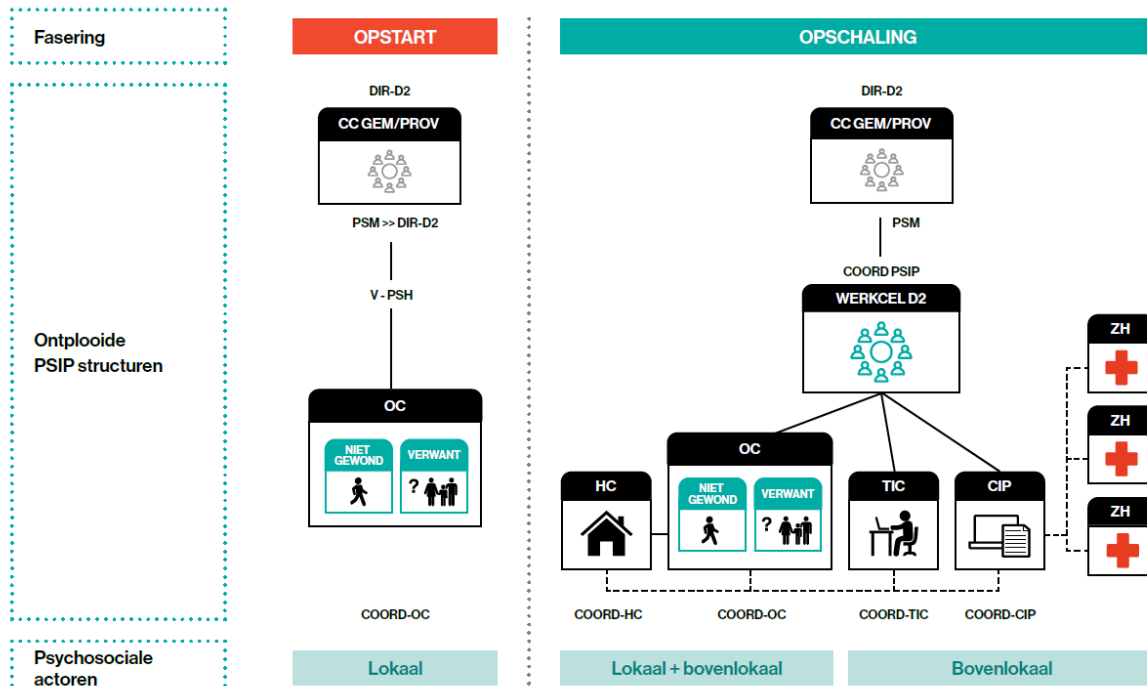 Fasering
OPSTART
OPSCHALING
DIR-D2
CC GEM/PROV
PSM >> DIR-D2
V - PSH
OC
NIET
GEWOND
VERWANT
?
COORD-OC
DIR-D2
CC GEM/PROV
PSM
COORD PSIP
WERKCEL D2
Ontplooide
PSIP structuren
HC
OC
NIET
GEWOND
VERWANT
?
TIC
CIP
ZH
ZH
ZH
COORD-HC
COORD-OC
COORD-TIC
COORD-CIP
Psychosociale
actoren
Lokaal
Lokaal + bovenlokaal
Bovenlokaal